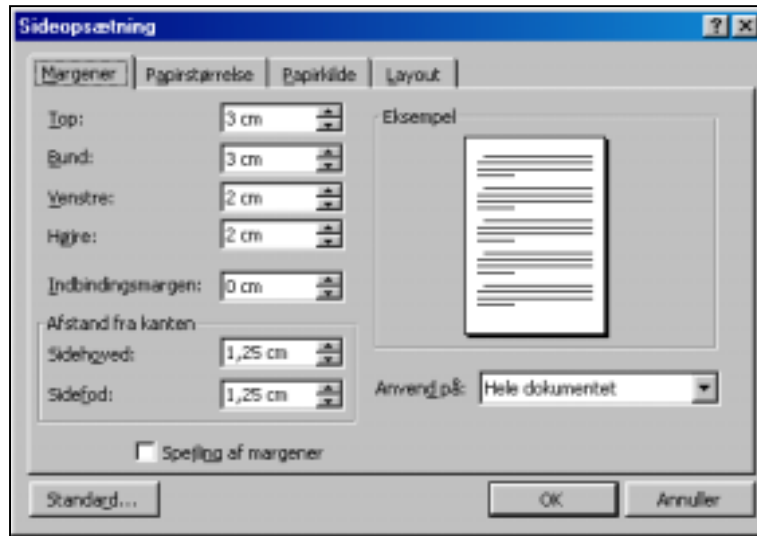 Sideopsætning
Margener Papirstørrelse Papirkilde Layout
Top: 3 cm
Bund: 3 cm
Venstre: 2 cm
Højre: 2 cm
Indbindingsmargen: 0 cm
Afstand fra kanten
Sidehoved: 1,25 cm
Sidefod: 1,25 cm
Spejling af margener
Eksempel
Anvend på: Hele dokumentet
Standard... OK Annuller